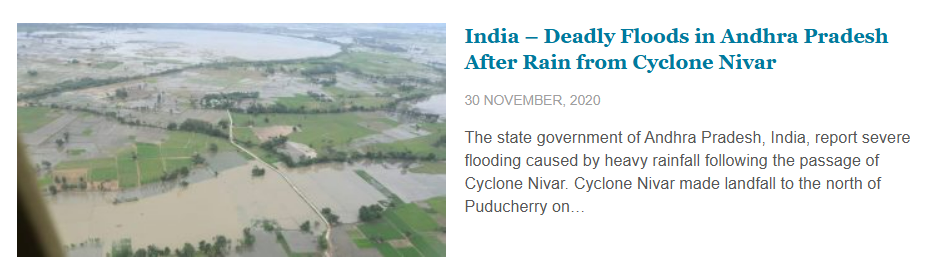 India – Deadly Floods in Andhra Pradesh
After Rain from Cyclone Nivar
30 NOVEMBER, 2020
The state government of Andhra Pradesh, India, report severe
flooding caused by heavy rainfall following the passage of
Cyclone Nivar. Cyclone Nivar made landfall to the north of
Puducherry on…